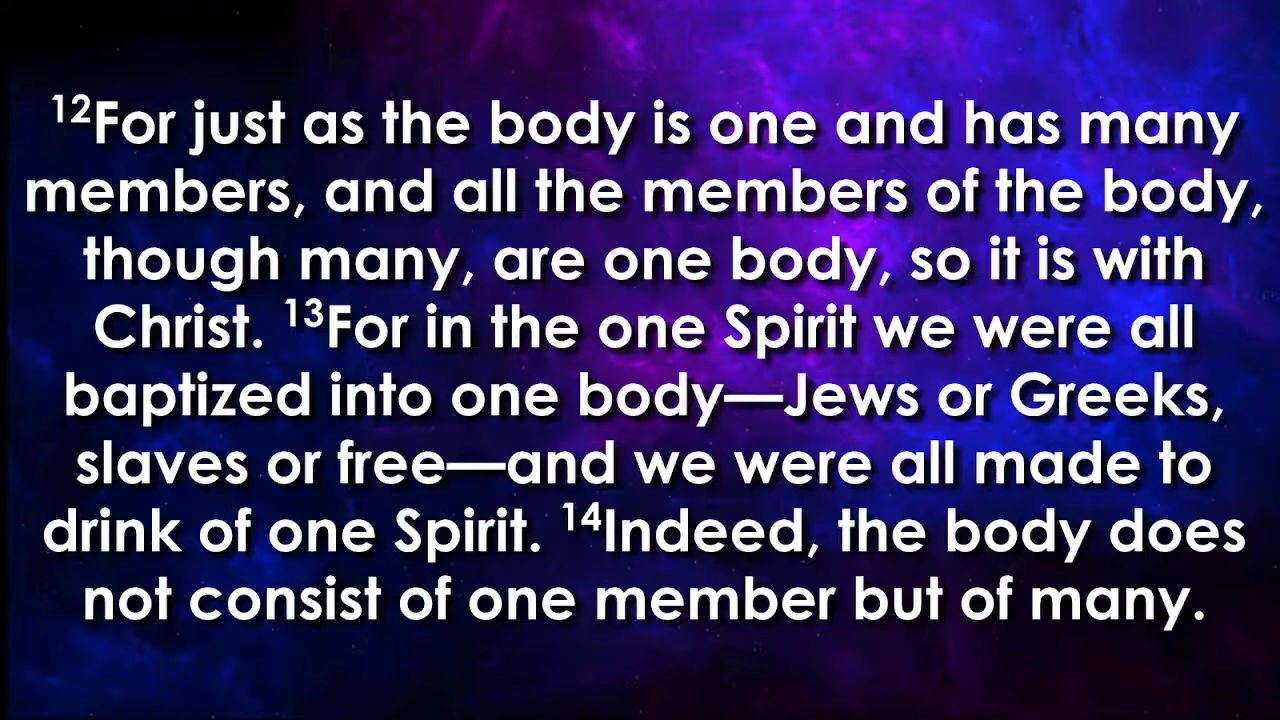 ¹²For just as the body is one and has many
members, and all the members of the body,
though many, are one body, so it is with
Christ. ¹³For in the one Spirit we were all
baptized into one body—Jews or Greeks,
slaves or free—and we were all made to
drink of one Spirit. ¹⁴Indeed, the body does
not consist of one member but of many.